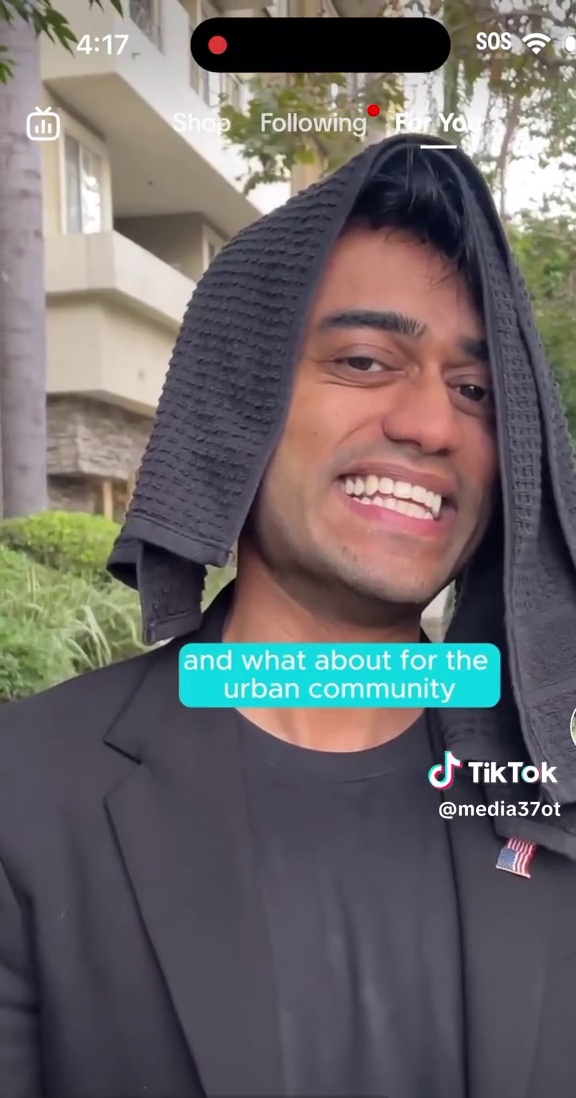 4:17
SOS
Shop Following For You
and what about for the
urban community
TikTok
@media37ot